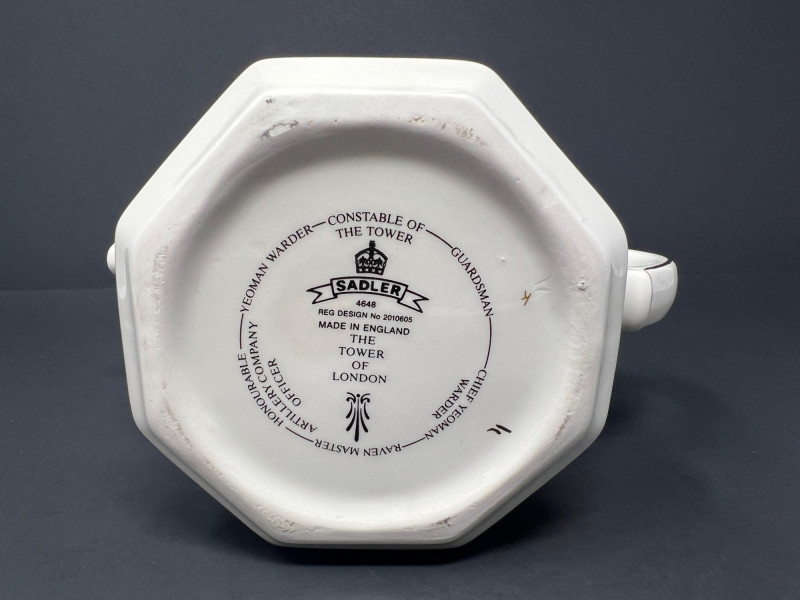 CONSTABLE OF
THE TOWER
GUARDSMAN
CHIEF YEOMAN
WARDER
RAVEN MASTER
HONOURABLE
ARTILLERY COMPANY
OFFICER
YEOMAN WARDER
SADLER
4648
REG DESIGN No 2010605
MADE IN ENGLAND
THE
TOWER
OF
LONDON